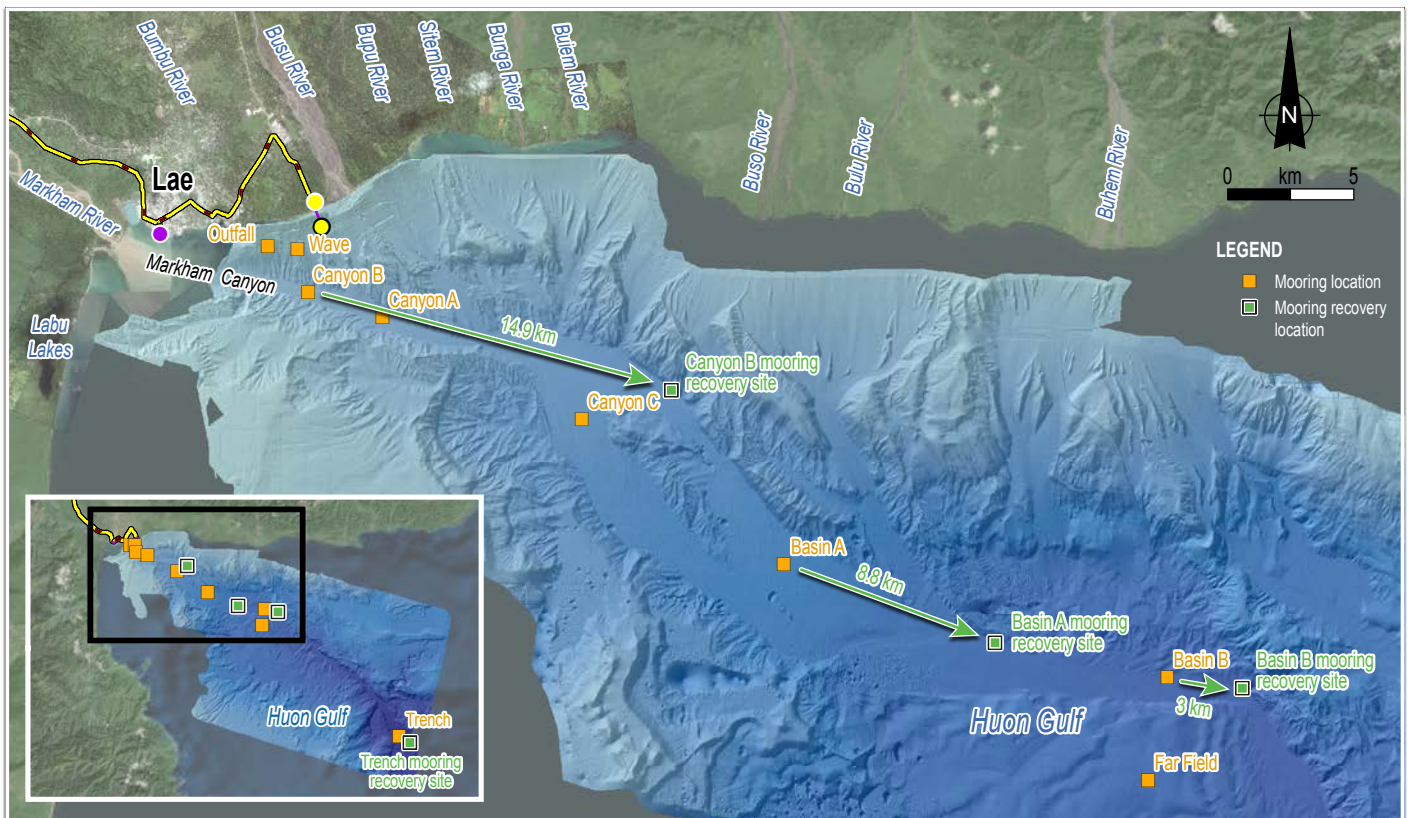 Bumbu River
Busu River
Bupu River
Sitem River
Bunga River
Buiem River
Buso River
Bulu River
Buhem River
N
0 km 5
LEGEND
Mooring location
Mooring recovery
location
Lae
Markham River
Outfall
Wave
Markham Canyon
Canyon B
Canyon A
Labu
Lakes
14.9 km
Canyon B mooring
recovery site
Canyon C
Basin A
8.8 km
Basin A mooring
recovery site
Basin B
3 km
Basin B mooring
recovery site
Huon Gulf
Far Field
Huon Gulf
Trench
Trench mooring
recovery site